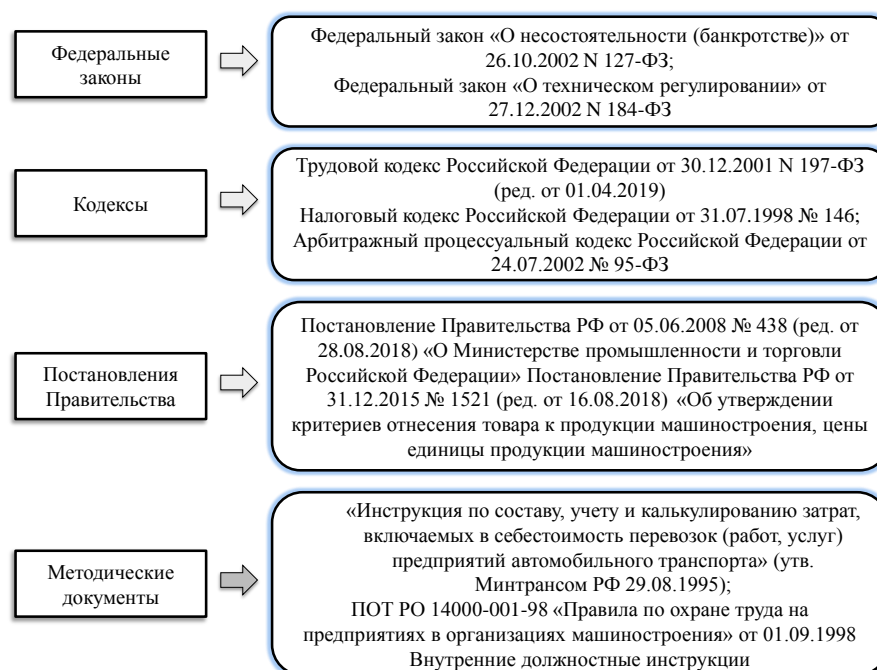 Федеральные
законы
Федеральный закон «О несостоятельности (банкротстве)» от
26.10.2002 N 127-ФЗ;
Федеральный закон «О техническом регулировании» от
27.12.2002 N 184-ФЗ
Кодексы
Трудовой кодекс Российской Федерации от 30.12.2001 N 197-ФЗ
(ред. от 01.04.2019)
Налоговый кодекс Российской Федерации от 31.07.1998 № 146;
Арбитражный процессуальный кодекс Российской Федерации от
24.07.2002 № 95-ФЗ
Постановления
Правительства
Постановление Правительства РФ от 05.06.2008 № 438 (ред. от
28.08.2018) «О Министерстве промышленности и торговли
Российской Федерации» Постановление Правительства РФ от
31.12.2015 № 1521 (ред. от 16.08.2018) «Об утверждении
критериев отнесения товара к продукции машиностроения, цены
единицы продукции машиностроения»
Методические
документы
«Инструкция по составу, учету и калькулированию затрат,
включаемых в себестоимость перевозок (работ, услуг)
предприятий автомобильного транспорта» (утв.
Минтрансом РФ 29.08.1995);
ПОТ РО 14000-001-98 «Правила по охране труда на
предприятиях в организациях машиностроения» от 01.09.1998
Внутренние должностные инструкции